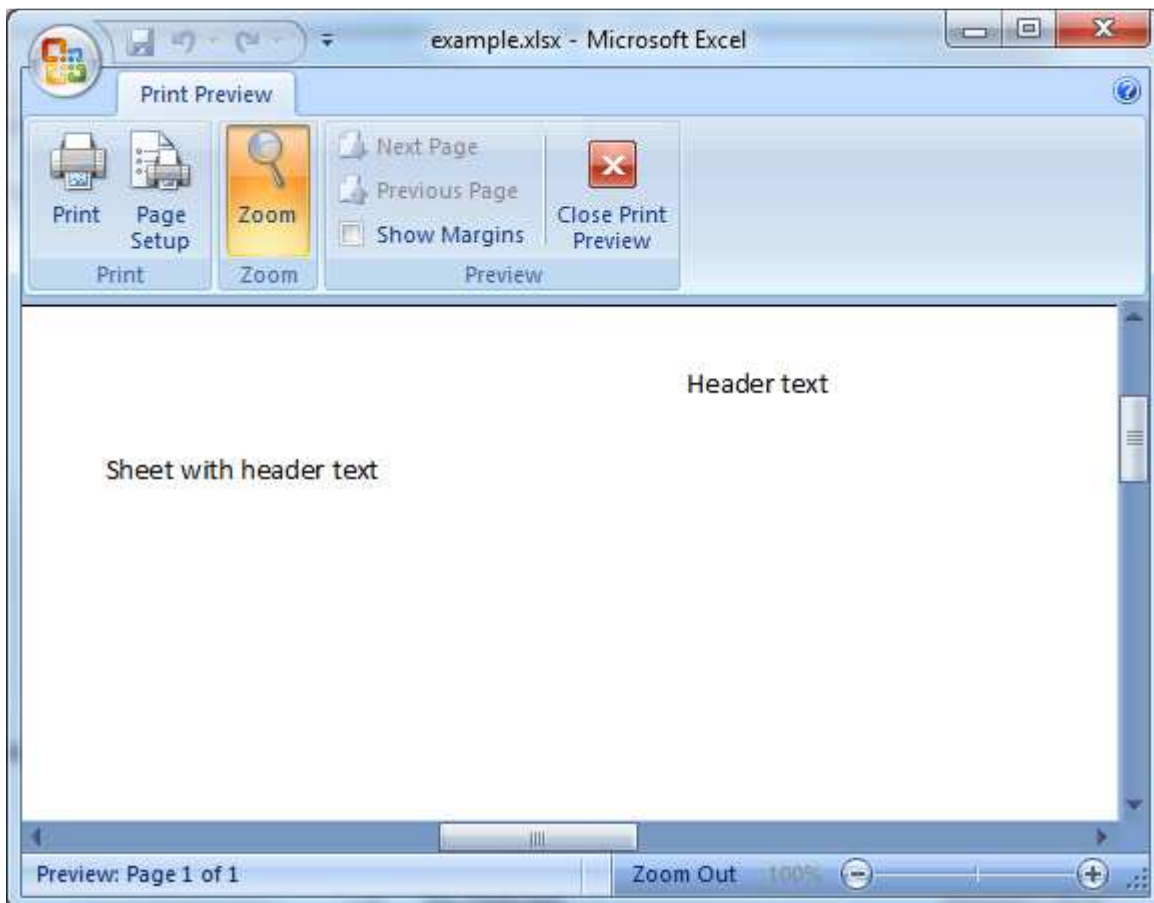 example.xlsx - Microsoft Excel
Print Preview
Print
Page Setup
Zoom
Next Page
Previous Page
Show Margins
Close Print Preview
Print
Zoom
Preview
Header text
Sheet with header text
Preview: Page 1 of 1
Zoom Out
100%